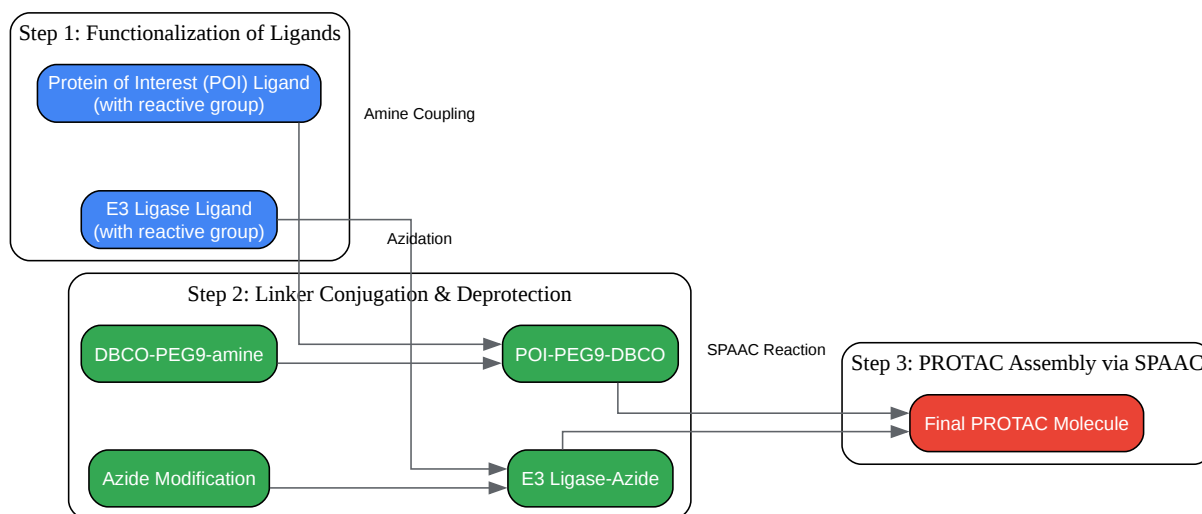 Step 1: Functionalization of Ligands
Protein of Interest (POI) Ligand
(with reactive group)
Amine Coupling
E3 Ligase Ligand
(with reactive group)
Azidation
Step 2: Linker Conjugation & Deprotection
DBCO-PEG9-amine
POI-PEG9-DBCO
SPAAC Reaction
Step 3: PROTAC Assembly via SPAAC
Final PROTAC Molecule
Azide Modification
E3 Ligase-Azide